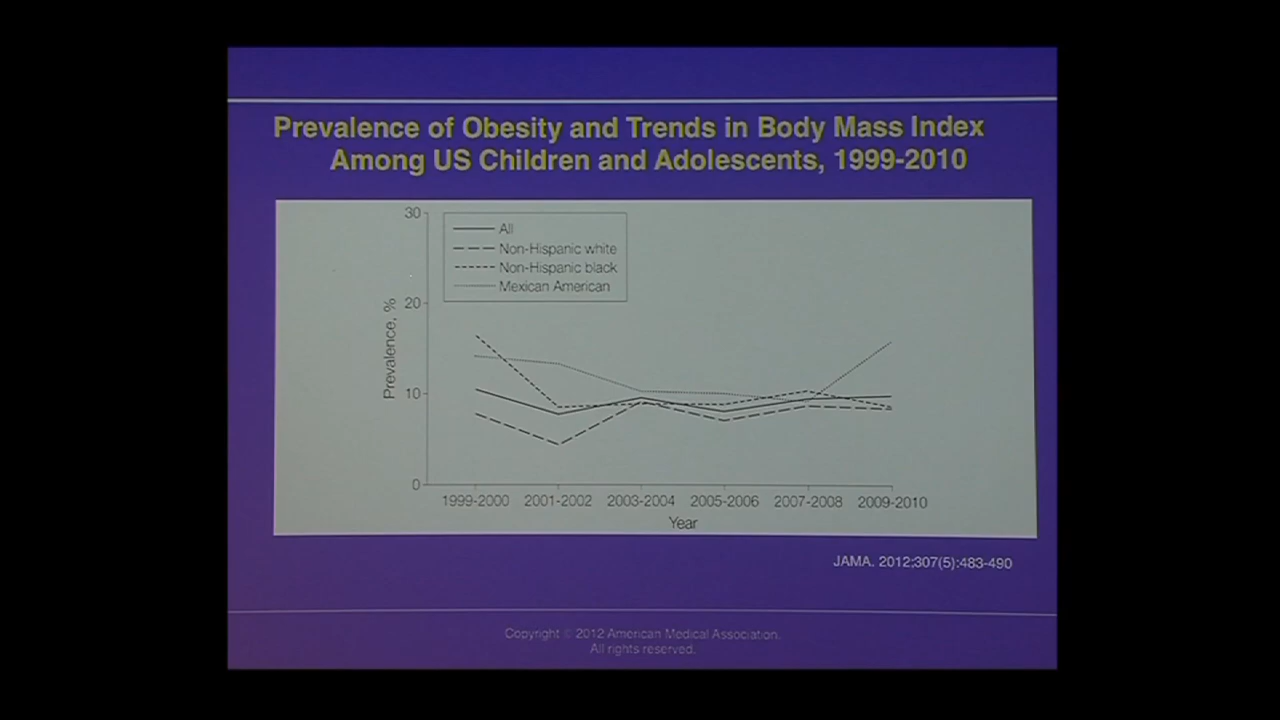 Prevalence of Obesity and Trends in Body Mass Index
Among US Children and Adolescents, 1999-2010
30
All
Non-Hispanic white
Non-Hispanic black
Mexican American
20
Prevalence, %
10
0
1999-2000 2001-2002 2003-2004 2005-2006 2007-2008 2009-2010
Year
JAMA. 2012;307(5):483-490
Copyright © 2012 American Medical Association.
All rights reserved.